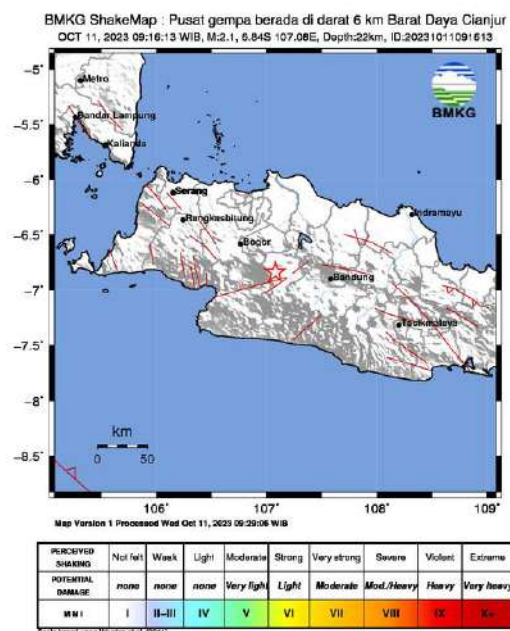 BMKG ShakeMap : Pusat gempa berada di darat 6 km Barat Daya Cianjur
OCT 11, 2023 09:16:13 WIB, M:2.1, 6.84S 107.08E, Depth:22km, ID:20231011091613
-5
Metro
BMKG
Bandar Lampung
-5.5
Kalianda
-6
Serang
Indramayu
Rangkasbitung
-6.5
Bogor
Bandung
-7
Tasikmalaya
-7.5
-8
km
-8.5
0 50
106° 107° 108° 109°
Map Version 1 Processed Wed Oct 11, 2023 09:29:06 WIB
PERCEIVED SHAKING Not felt Weak Light Moderate Strong Very strong Severe Violent Extreme
POTENTIAL DAMAGE none none none Very light Light Moderate Mod./Heavy Heavy Very heavy
MMI I II-III IV V VI VII VIII IX X+